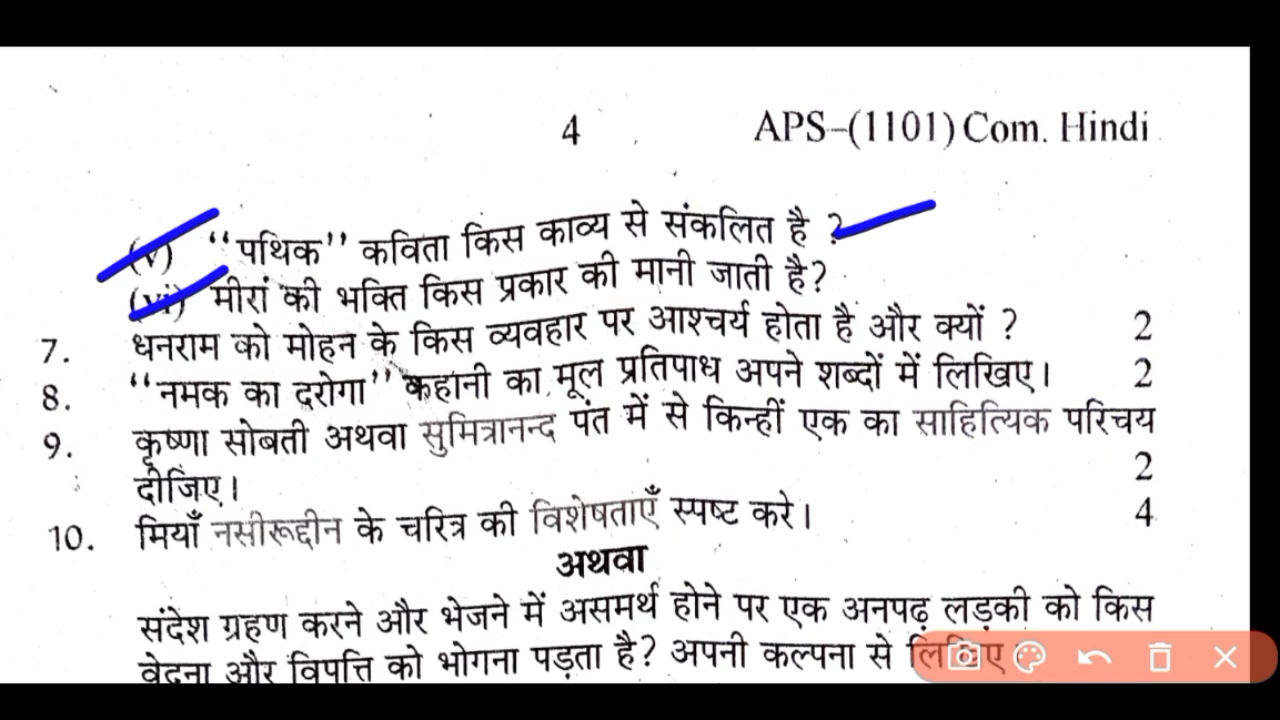 4 APS–(1101) Com. Hindi
(v) “पथिक” कविता किस काव्य से संकलित है ?
(vi) मीरां की भक्ति किस प्रकार की मानी जाती है?
7. धनराम को मोहन के किस व्यवहार पर आश्चर्य होता है और क्यों ? 2
8. “नमक का दरोगा” कहानी का मूल प्रतिपाध अपने शब्दों में लिखिए। 2
9. कृष्णा सोबती अथवा सुमित्रानन्द पंत में से किन्हीं एक का साहित्यिक परिचय
दीजिए। 2
10. मियाँ नसीरूद्दीन के चरित्र की विशेषताएँ स्पष्ट करे। 4
अथवा
संदेश ग्रहण करने और भेजने में असमर्थ होने पर एक अनपढ़ लड़की को किस
वेदना और विपत्ति को भोगना पड़ता है? अपनी कल्पना से लिखिए।